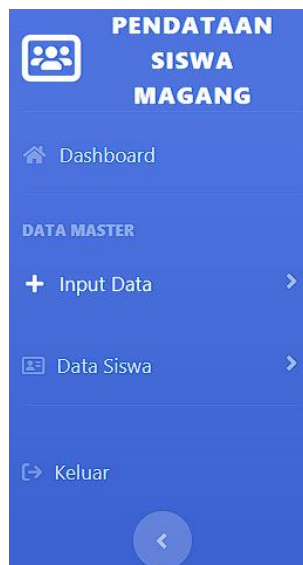 PENDATAAN
SISWA
MAGANG
Dashboard
DATA MASTER
Input Data
Data Siswa
Keluar